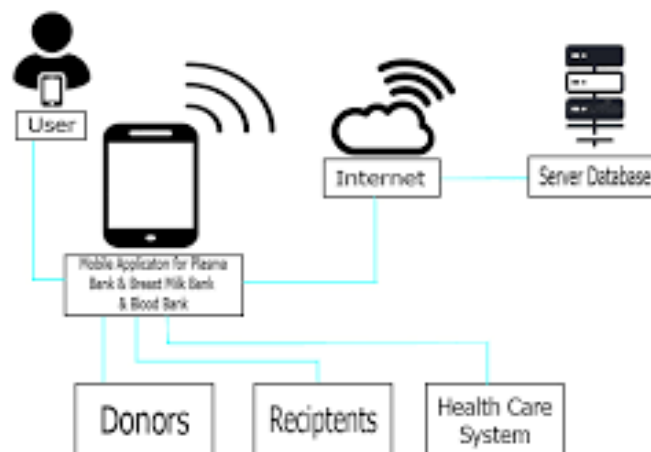 User
Internet
Server Database
Mobile Applicaton for Plasma
Bank & Breast Milk Bank
& Blood Bank
Donors
Reciptents
Health Care
System